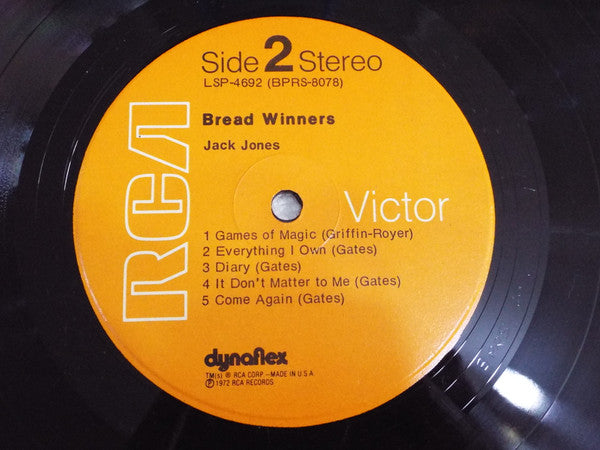 Side 2 Stereo
LSP-4692 (BPRS-8078)
Bread Winners
Jack Jones
RCA Victor
1 Games of Magic (Griffin-Royer)
2 Everything I Own (Gates)
3 Diary (Gates)
4 It Don't Matter to Me (Gates)
5 Come Again (Gates)
dynaflex
TM(s) ® RCA CORP.—MADE IN U.S.A.
℗ 1972 RCA RECORDS